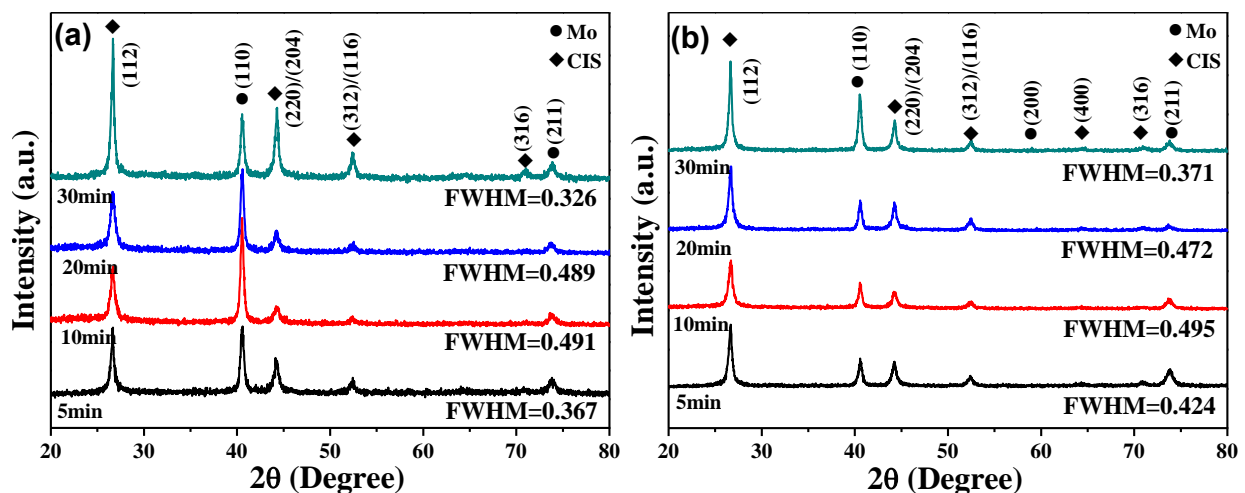 (a)
(112)
(110)
(220)/(204)
(312)/(116)
(316)
(211)
● Mo
◆ CIS
30min
FWHM=0.326
20min
FWHM=0.489
10min
FWHM=0.491
5min
FWHM=0.367
Intensity (a.u.)
20 30 40 50 60 70 80
2θ (Degree)
(b)
(112)
(110)
(220)/(204)
(312)/(116)
(200)
(400)
(316)
(211)
● Mo
◆ CIS
30min
FWHM=0.371
20min
FWHM=0.472
10min
FWHM=0.495
5min
FWHM=0.424
Intensity (a.u.)
20 30 40 50 60 70 80
2θ (Degree)